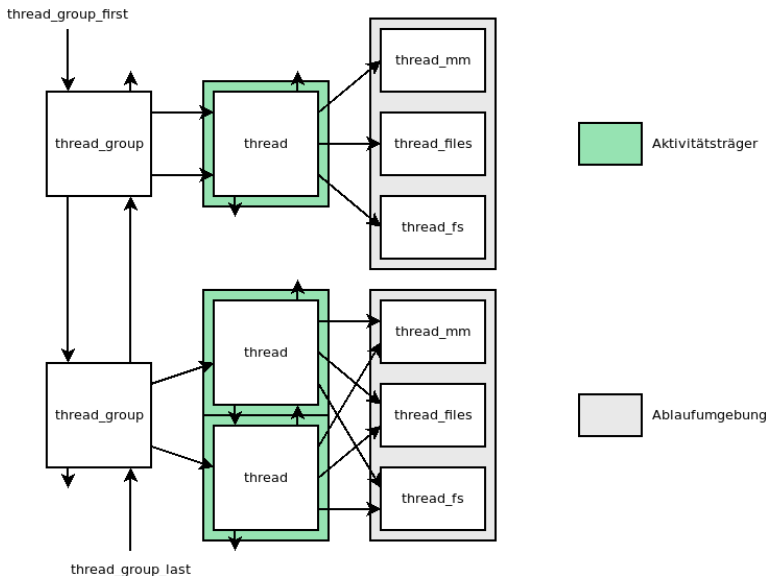 thread_group_first
thread_group
thread
thread_mm
thread_files
thread_fs
Aktivitätsträger
thread_group
thread
thread
thread_mm
thread_files
thread_fs
Ablaufumgebung
thread_group_last